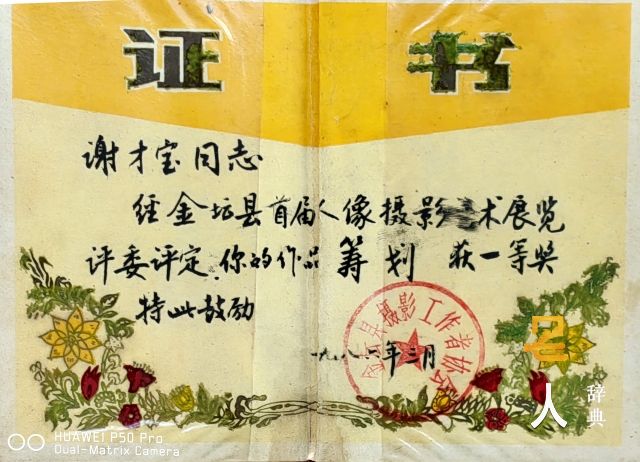 证书
谢才宝同志
经金坛县首届人像摄影艺术展览
评委评定,你的作品筹划 获一等奖
特此鼓励
金坛县摄影工作者协会
一九八六年三月
名人
辞典
HUAWEI P50 Pro
Dual-Matrix Camera